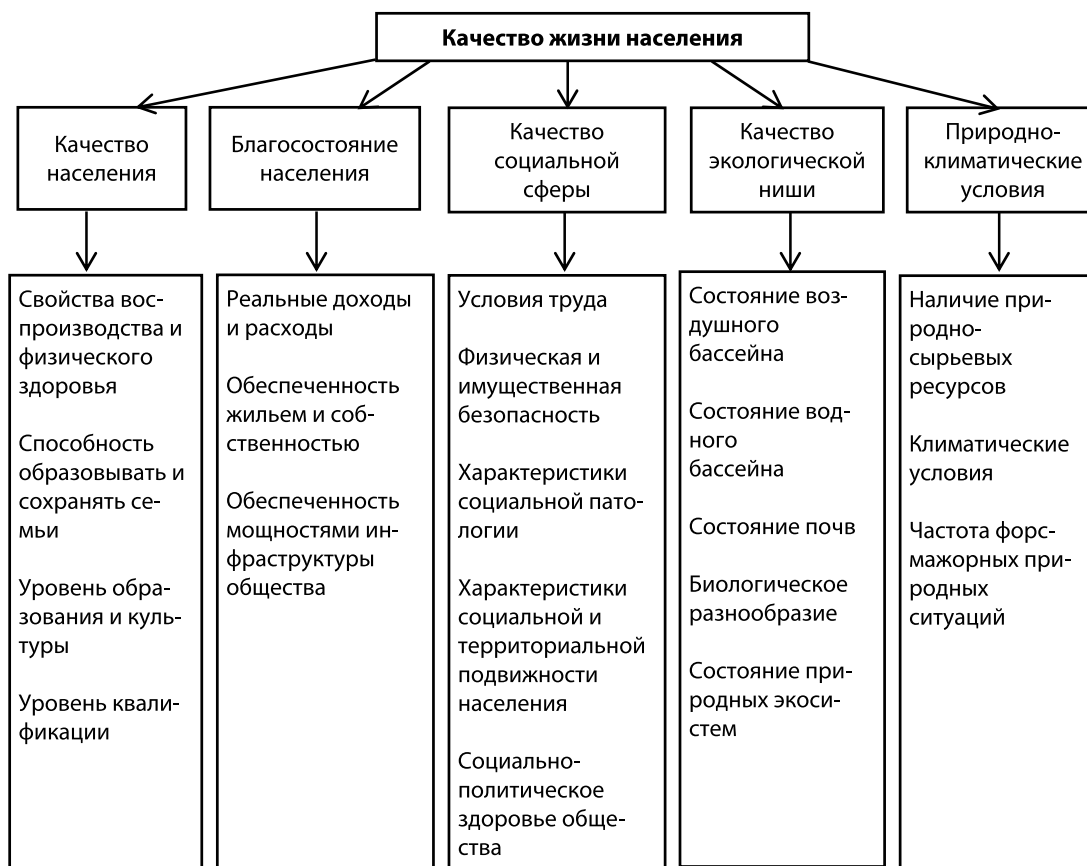 Качество жизни населения
Качество
населения
Благосостояние
населения
Качество
социальной
сферы
Качество
экологической
ниши
Природно-
климатические
условия
Свойства вос-
производства и
физического
здоровья
Способность
образовывать и
сохранять се-
мьи
Уровень обра-
зования и куль-
туры
Уровень квали-
фикации
Реальные доходы
и расходы
Обеспеченность
жильем и соб-
ственностью
Обеспеченность
мощностями ин-
фраструктуры
общества
Условия труда
Физическая и
имущественная
безопасность
Характеристики
социальной пато-
логии
Характеристики
социальной и
территориальной
подвижности
населения
Социально-
политическое
здоровье обще-
ства
Состояние воз-
душного
бассейна
Состояние вод-
ного
бассейна
Состояние почв
Биологическое
разнообразие
Состояние при-
родных экоси-
стем
Наличие при-
родно-
сырьевых
ресурсов
Климатические
условия
Частота форс-
мажорных при-
родных
ситуаций